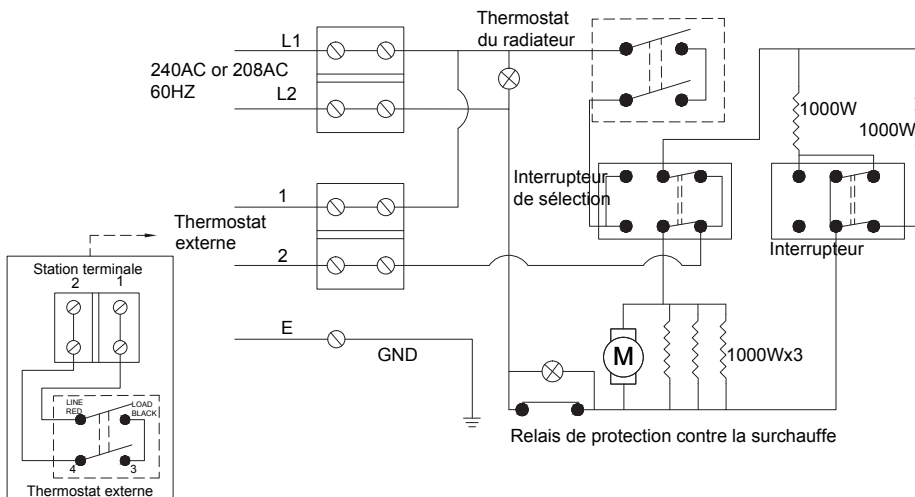 Thermostat
du radiateur
L1
240AC or 208AC
60HZ
L2
1000W
1000W
1
Thermostat
externe
2
Interrupteur
de sélection
Interrupteur
Station terminale
2 1
E
GND
M
1000Wx3
LINE
RED
LOAD
BLACK
4 3
Thermostat externe
Relais de protection contre la surchauffe